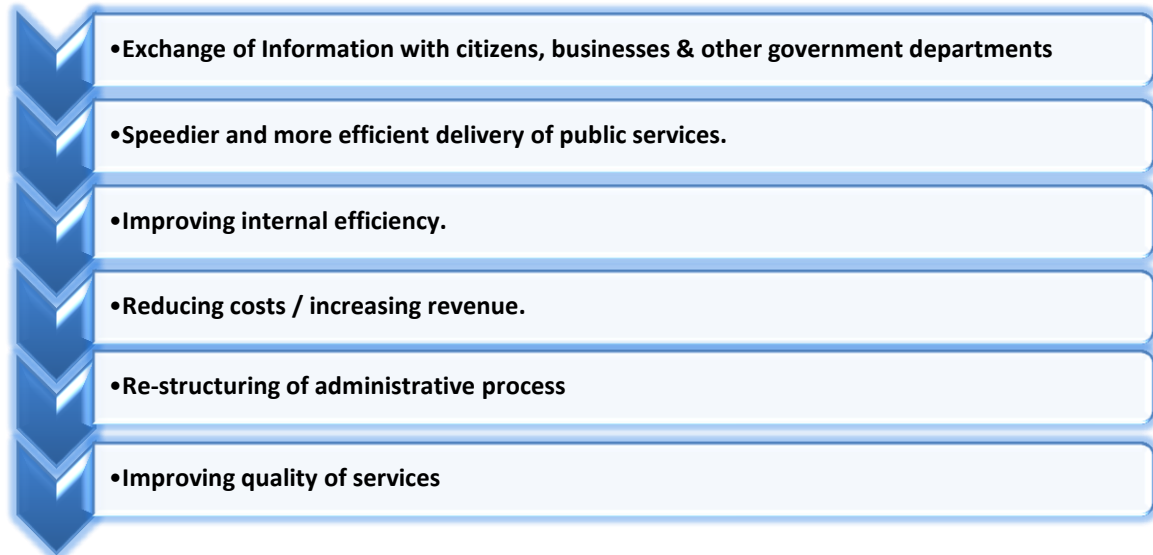 •Exchange of Information with citizens, businesses & other government departments
•Speedier and more efficient delivery of public services.
•Improving internal efficiency.
•Reducing costs / increasing revenue.
•Re-structuring of administrative process
•Improving quality of services